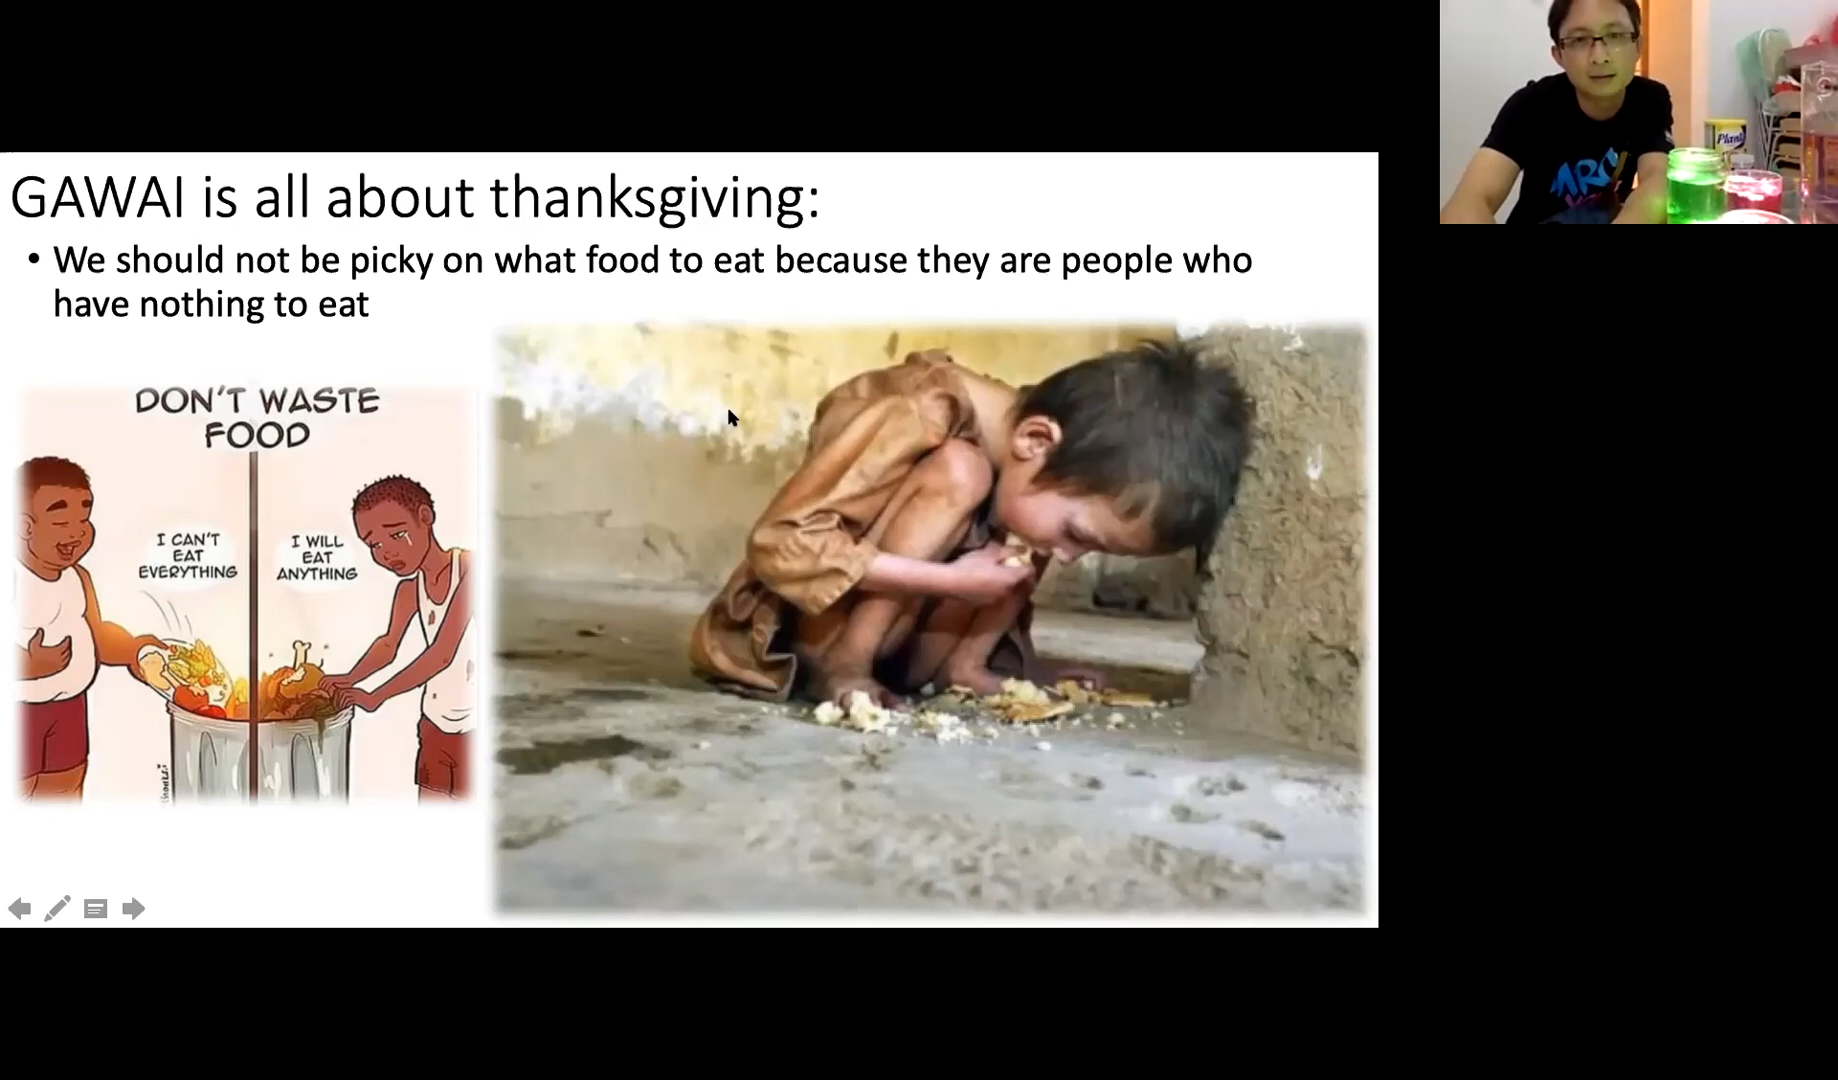 GAWAI is all about thanksgiving:
• We should not be picky on what food to eat because they are people who
have nothing to eat
DON'T WASTE
FOOD
I CAN'T
EAT
EVERYTHING
I WILL
EAT
ANYTHING